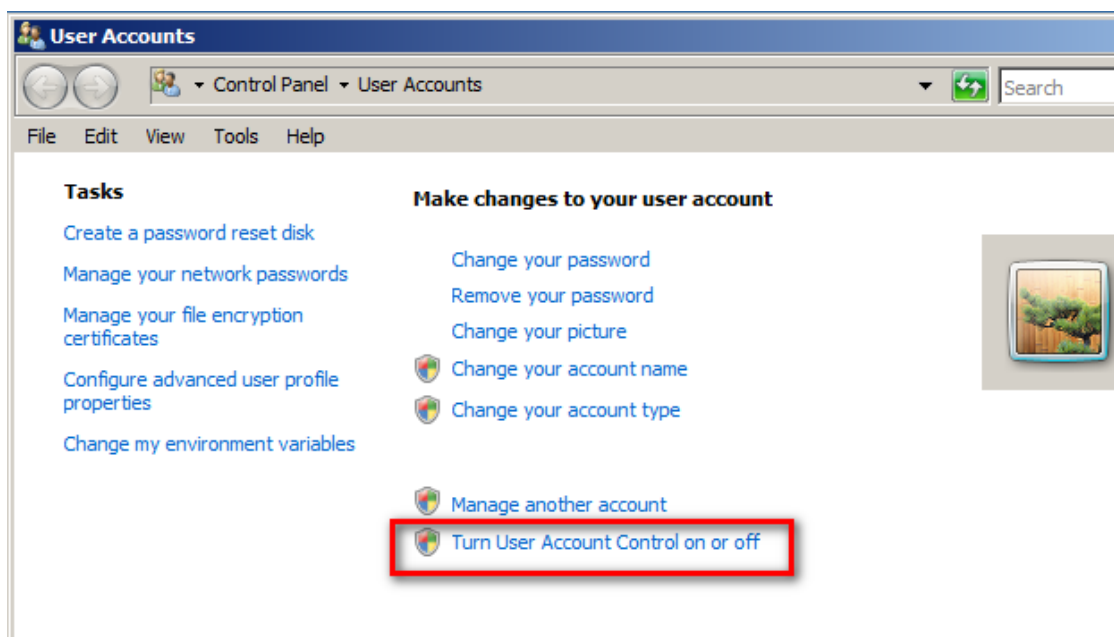 User Accounts
Control Panel User Accounts
Search
File Edit View Tools Help
Tasks
Create a password reset disk
Manage your network passwords
Manage your file encryption
certificates
Configure advanced user profile
properties
Change my environment variables
Make changes to your user account
Change your password
Remove your password
Change your picture
Change your account name
Change your account type
Manage another account
Turn User Account Control on or off